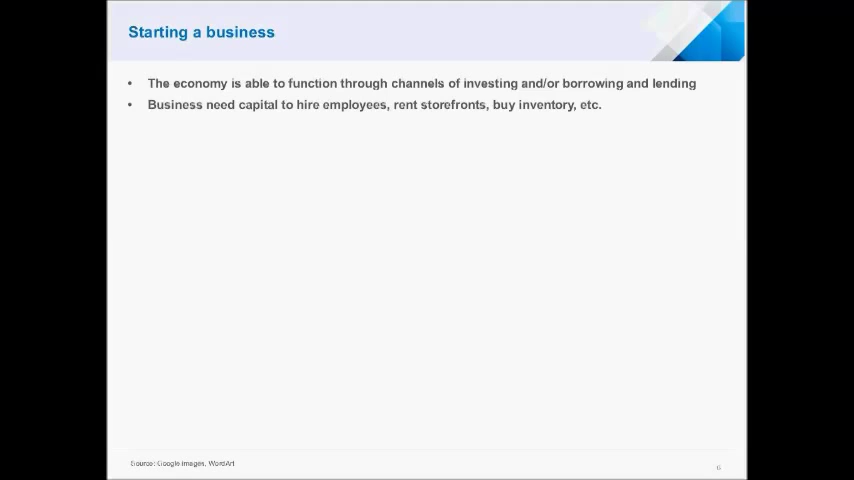 Starting a business
• The economy is able to function through channels of investing and/or borrowing and lending
• Business need capital to hire employees, rent storefronts, buy inventory, etc.
Source: Google Images, WordArt
6